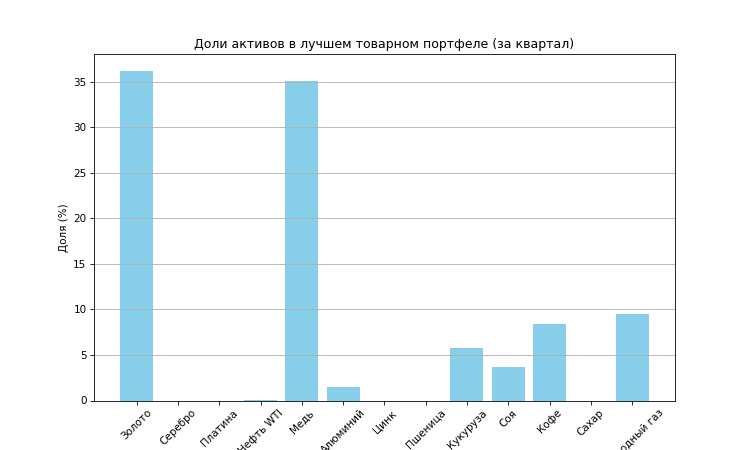 Доли активов в лучшем товарном портфеле (за квартал)
Доля (%)
35
30
25
20
15
10
5
0
Золото
Серебро
Платина
Нефть WTI
Медь
Алюминий
Цинк
Пшеница
Кукуруза
Соя
Кофе
Сахар
газ